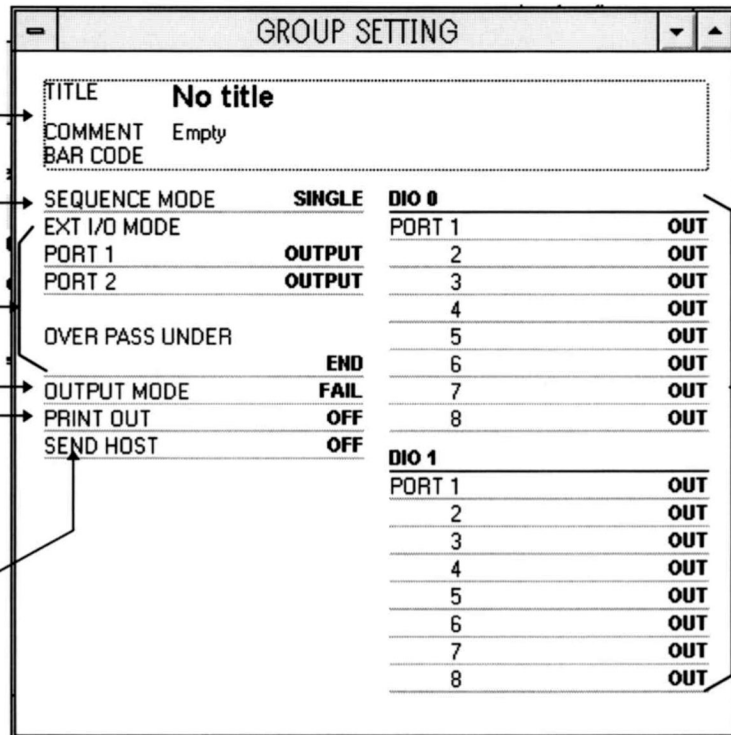 GROUP SETTING
TITLE No title
COMMENT Empty
BAR CODE
SEQUENCE MODE SINGLE
EXT I/O MODE
PORT 1 OUTPUT
PORT 2 OUTPUT
OVER PASS UNDER
END
OUTPUT MODE FAIL
PRINT OUT OFF
SEND HOST OFF
DIO 0
PORT 1 OUT
2 OUT
3 OUT
4 OUT
5 OUT
6 OUT
7 OUT
8 OUT
DIO 1
PORT 1 OUT
2 OUT
3 OUT
4 OUT
5 OUT
6 OUT
7 OUT
8 OUT